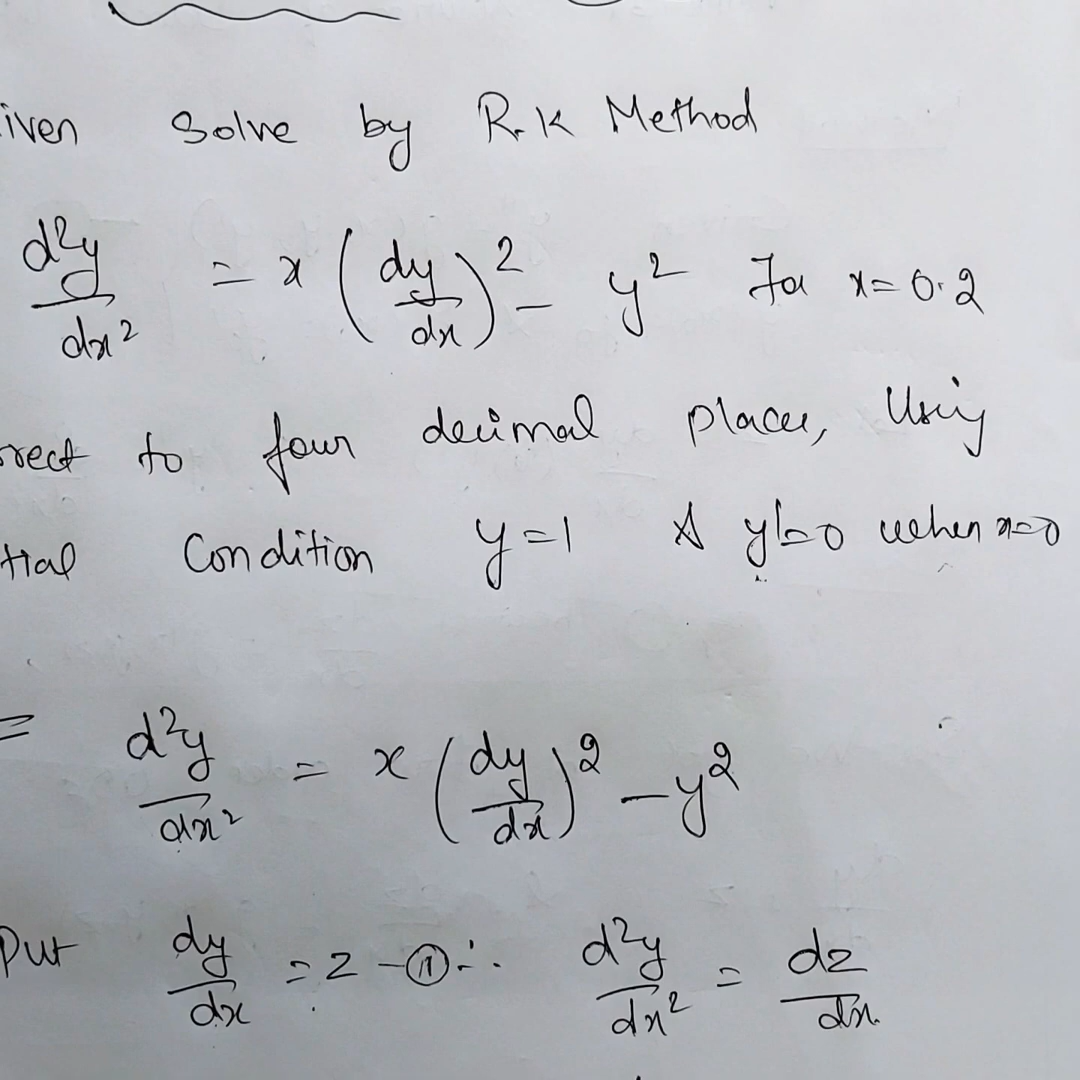 iven Solve by R.K Method
d²y/dx² = x (dy/dx)² - y² For x=0.2
rrect to four decimal places, Using
tial Condition y=1 & y'=0 when x=0
= d²y/dx² = x (dy/dx)² - y²
Put dy/dx = z - ① ∴ d²y/dx² = dz/dx.